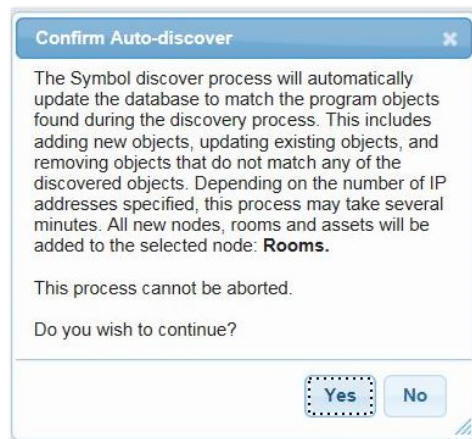 Confirm Auto-discover
The Symbol discover process will automatically
update the database to match the program objects
found during the discovery process. This includes
adding new objects, updating existing objects, and
removing objects that do not match any of the
discovered objects. Depending on the number of IP
addresses specified, this process may take several
minutes. All new nodes, rooms and assets will be
added to the selected node: Rooms.
This process cannot be aborted.
Do you wish to continue?
Yes No